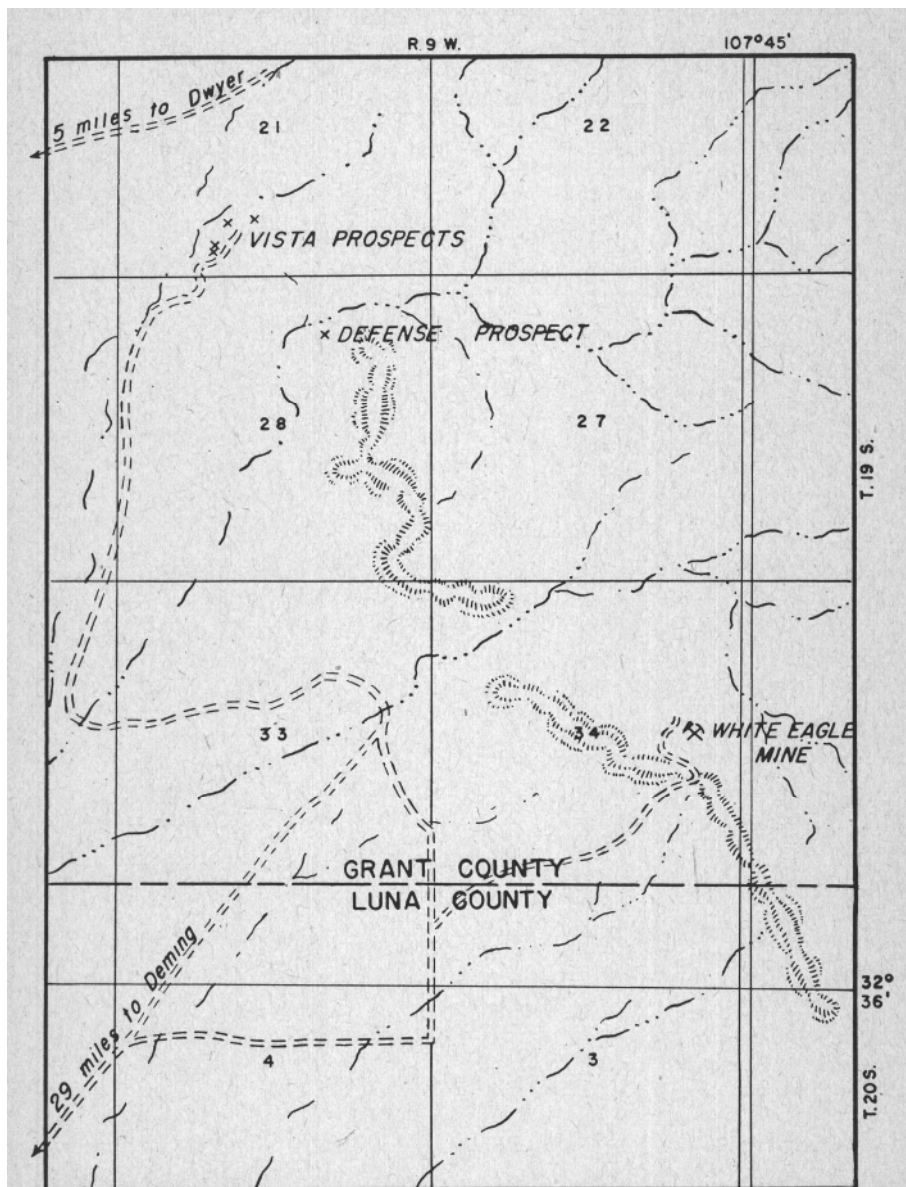 R. 9 W.
107°45'
5 miles to Dwyer
21
22
VISTA PROSPECTS
DEFENSE PROSPECT
28
27
T. 19 S.
33
34
WHITE EAGLE
MINE
GRANT COUNTY
LUNA COUNTY
29 miles to Deming
32°
36'
4
3
T. 20 S.